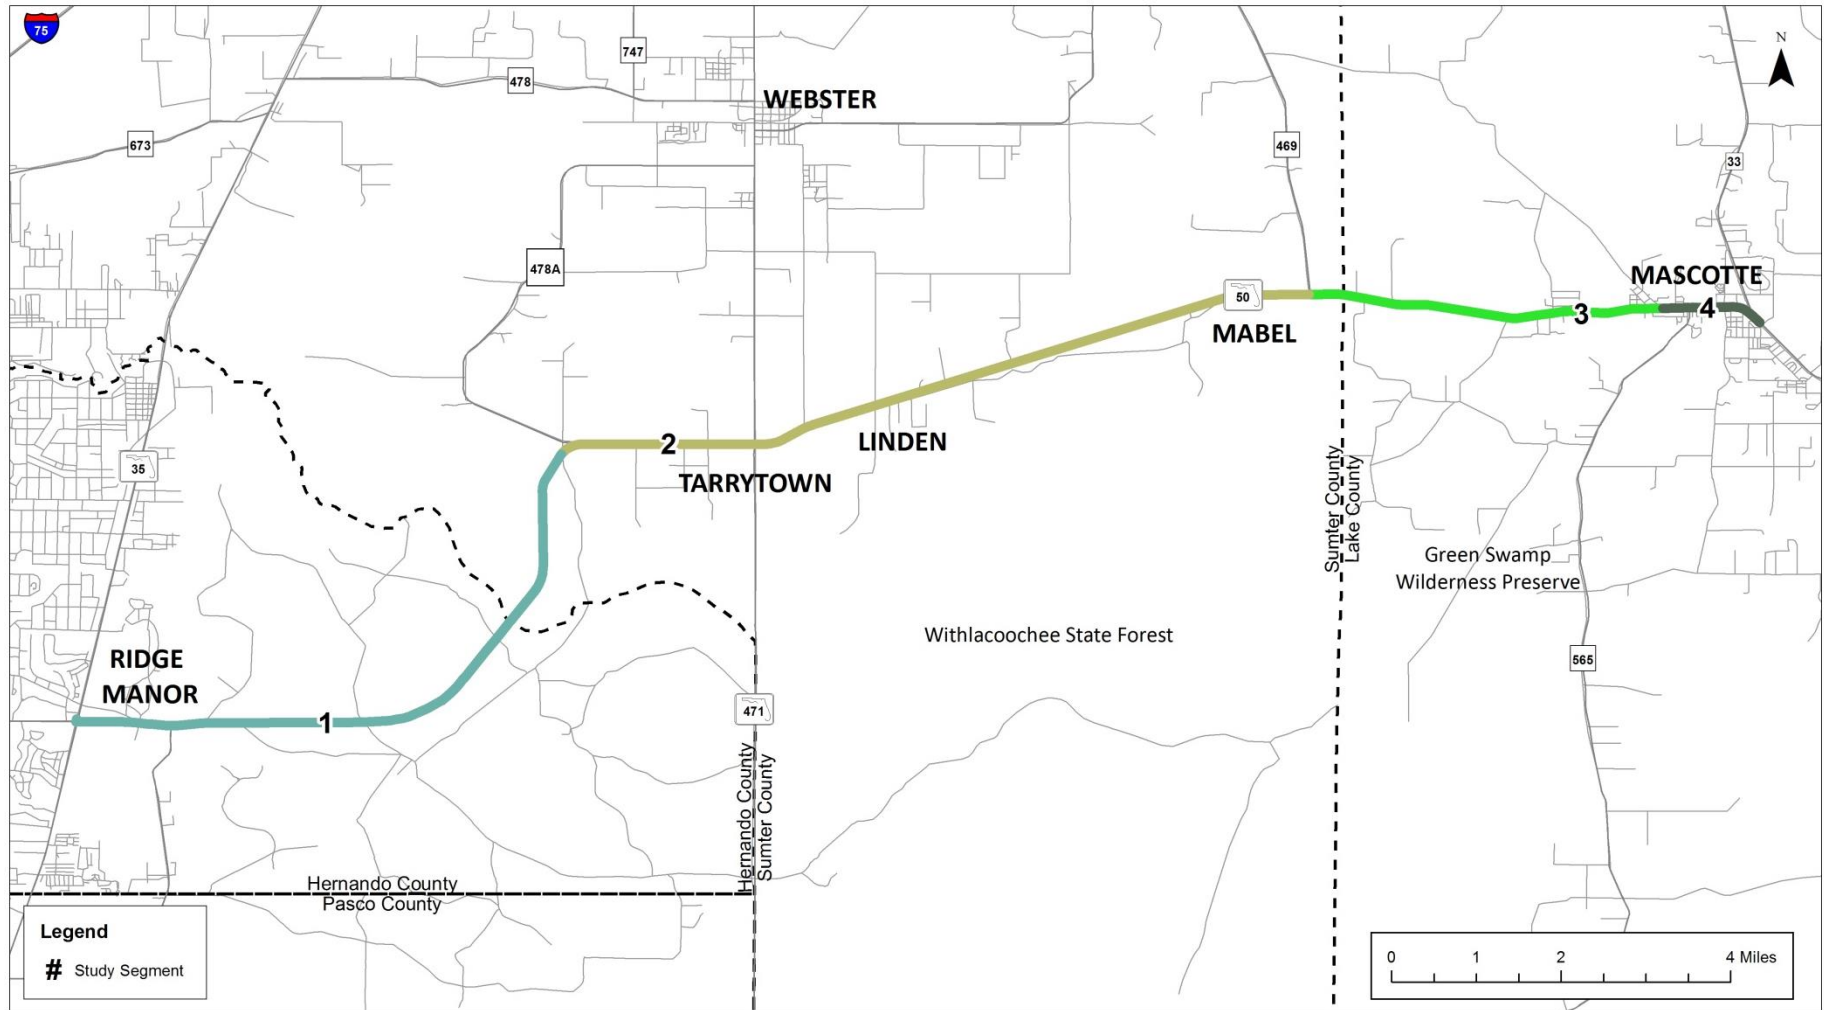 75
N
747
478
WEBSTER
673
469
33
478A
MASCOTTE
50
3
4
MABEL
2
LINDEN
35
TARRYTOWN
Sumter County
Lake County
Green Swamp
Wilderness Preserve
Withlacoochee State Forest
RIDGE
MANOR
565
471
1
Hernando County
Sumter County
Hernando County
Pasco County
Legend
# Study Segment
0 1 2 4 Miles